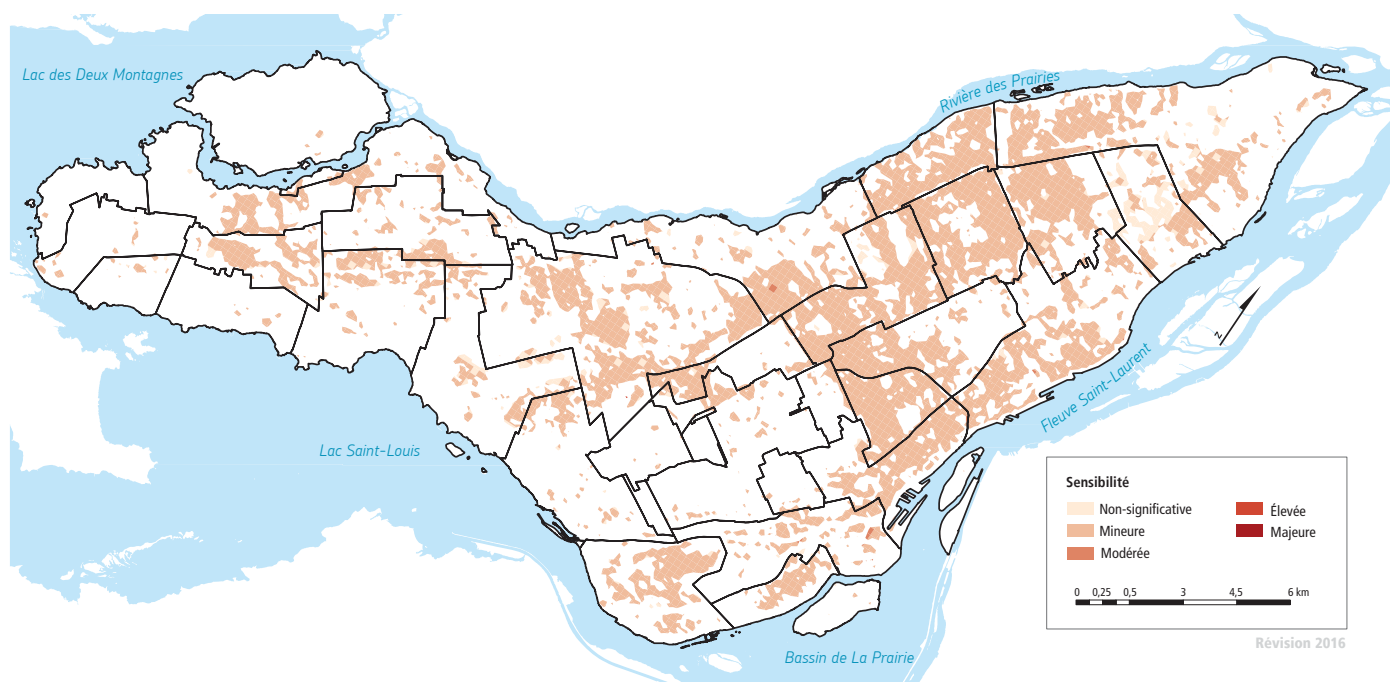 Lac des Deux Montagnes
Rivière des Prairies
Fleuve Saint-Laurent
Lac Saint-Louis
Bassin de La Prairie
N
Sensibilité
Non-significative
Mineure
Modérée
Élevée
Majeure
0 0,25 0,5 3 4,5 6 km
Révision 2016